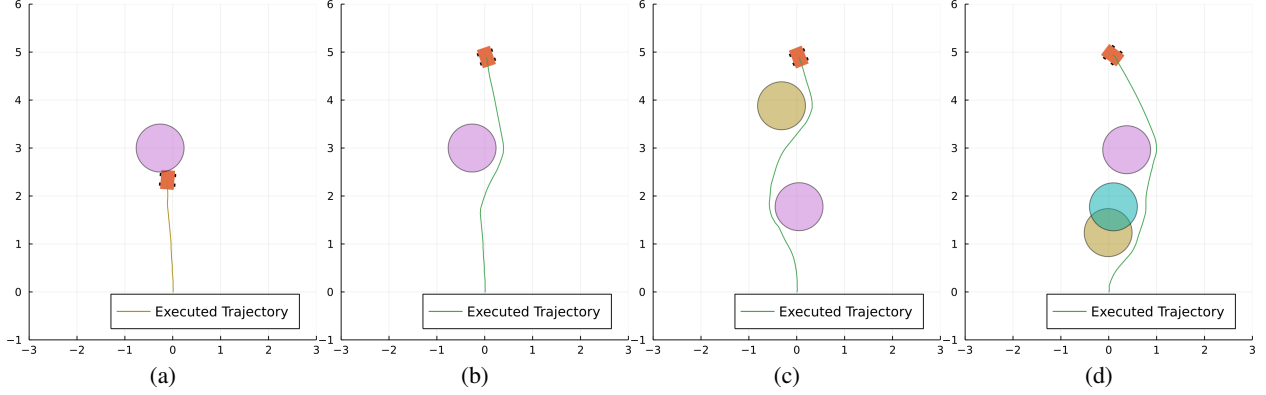 6 6 6 6
5 5 5 5
4 4 4 4
3 3 3 3
2 2 2 2
1 1 1 1
0 0 0 0
Executed Trajectory Executed Trajectory Executed Trajectory Executed Trajectory
−1 −1 −1 −1
−3 −2 −1 0 1 2 3 −3 −2 −1 0 1 2 3 −3 −2 −1 0 1 2 3 −3 −2 −1 0 1 2 3
(a) (b) (c) (d)